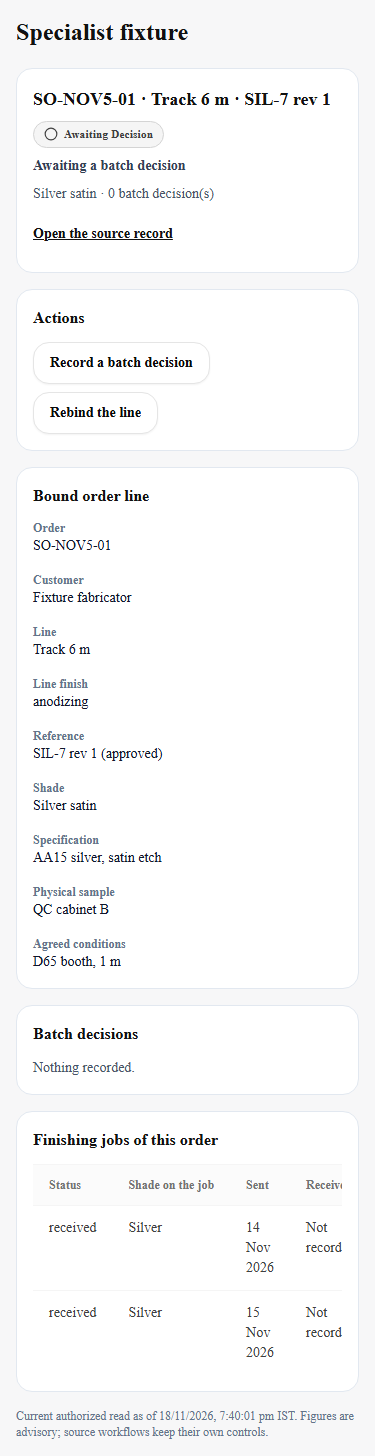 Specialist fixture
SO-NOV5-01 · Track 6 m · SIL-7 rev 1
Awaiting Decision
Awaiting a batch decision
Silver satin · 0 batch decision(s)
Open the source record
Actions
Record a batch decision
Rebind the line
Bound order line
Order
SO-NOV5-01
Customer
Fixture fabricator
Line
Track 6 m
Line finish
anodizing
Reference
SIL-7 rev 1 (approved)
Shade
Silver satin
Specification
AA15 silver, satin etch
Physical sample
QC cabinet B
Agreed conditions
D65 booth, 1 m
Batch decisions
Nothing recorded.
Finishing jobs of this order
Status Shade on the job Sent Receive
received Silver 14 Not
Nov record
2026
received Silver 15 Not
Nov record
2026
Current authorized read as of 18/11/2026, 7:40:01 pm IST. Figures are
advisory; source workflows keep their own controls.